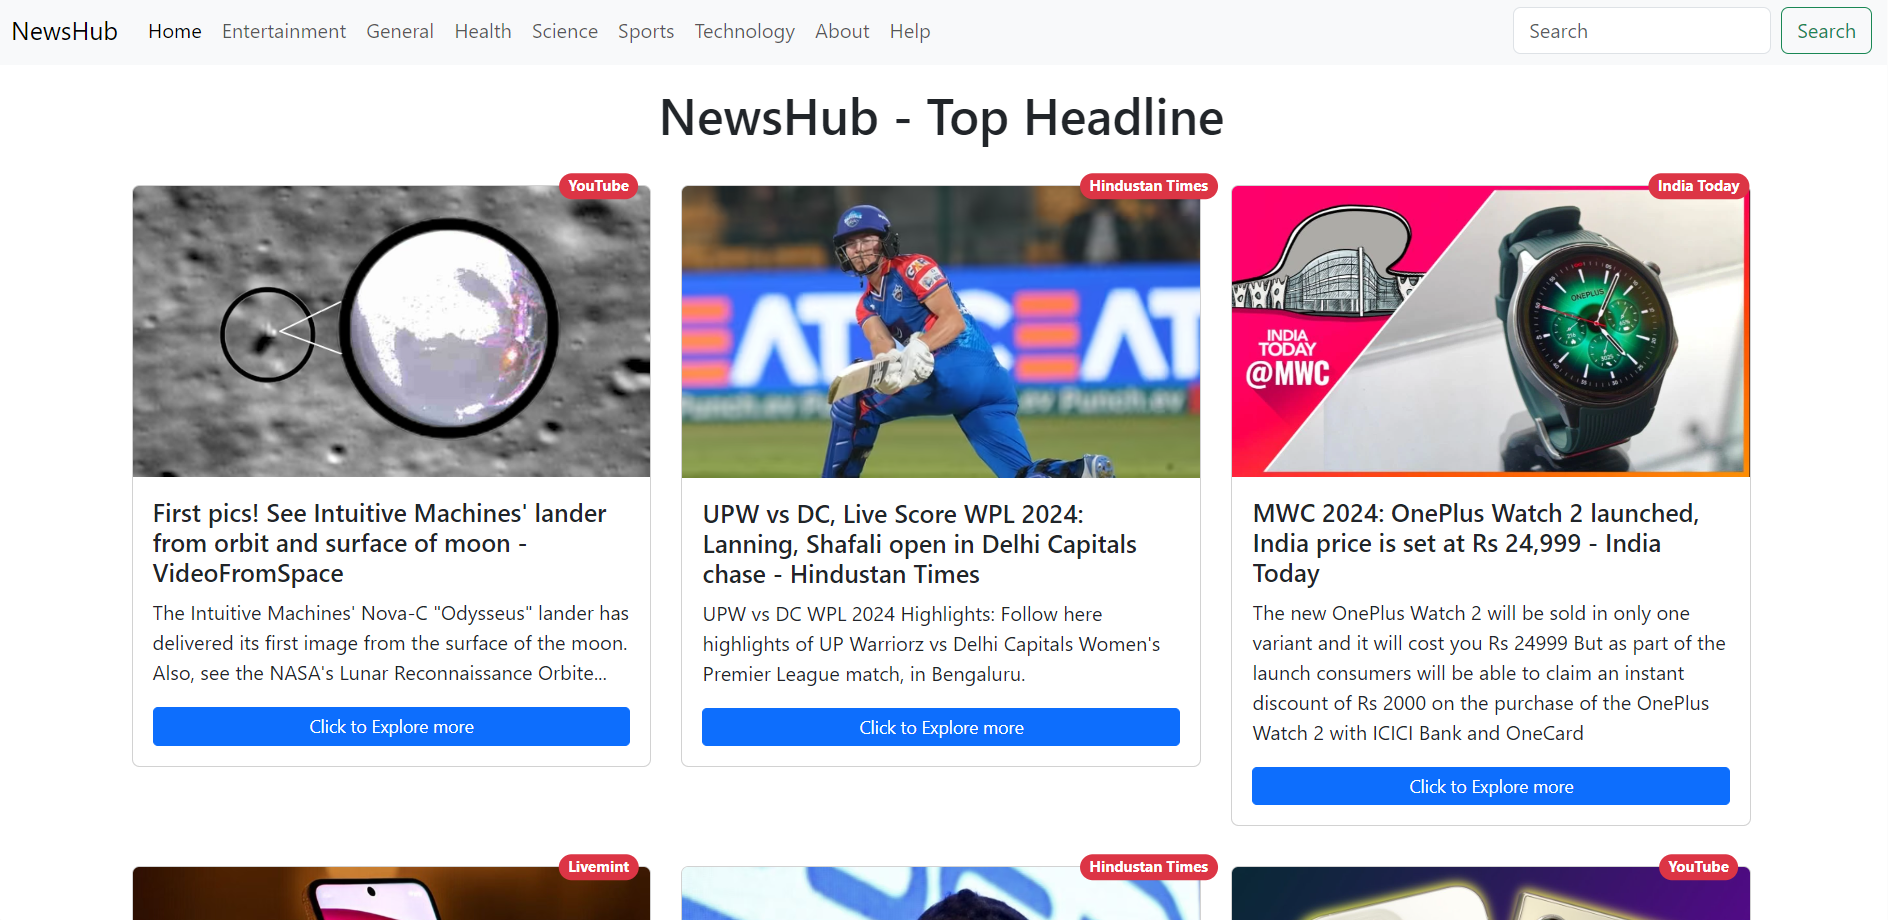 NewsHub Home Entertainment General Health Science Sports Technology About Help Search Search
NewsHub - Top Headline
YouTube
First pics! See Intuitive Machines' lander
from orbit and surface of moon -
VideoFromSpace
The Intuitive Machines' Nova-C "Odysseus" lander has
delivered its first image from the surface of the moon.
Also, see the NASA's Lunar Reconnaissance Orbite...
Click to Explore more
Hindustan Times
EAT CEAT
Punch.ev
Punch.ev
UPW vs DC, Live Score WPL 2024:
Lanning, Shafali open in Delhi Capitals
chase - Hindustan Times
UPW vs DC WPL 2024 Highlights: Follow here
highlights of UP Warriorz vs Delhi Capitals Women's
Premier League match, in Bengaluru.
Click to Explore more
India Today
INDIA
TODAY
@MWC
ONEPLUS
MWC 2024: OnePlus Watch 2 launched,
India price is set at Rs 24,999 - India
Today
The new OnePlus Watch 2 will be sold in only one
variant and it will cost you Rs 24999 But as part of the
launch consumers will be able to claim an instant
discount of Rs 2000 on the purchase of the OnePlus
Watch 2 with ICICI Bank and OneCard
Click to Explore more
Livemint
Hindustan Times
YouTube